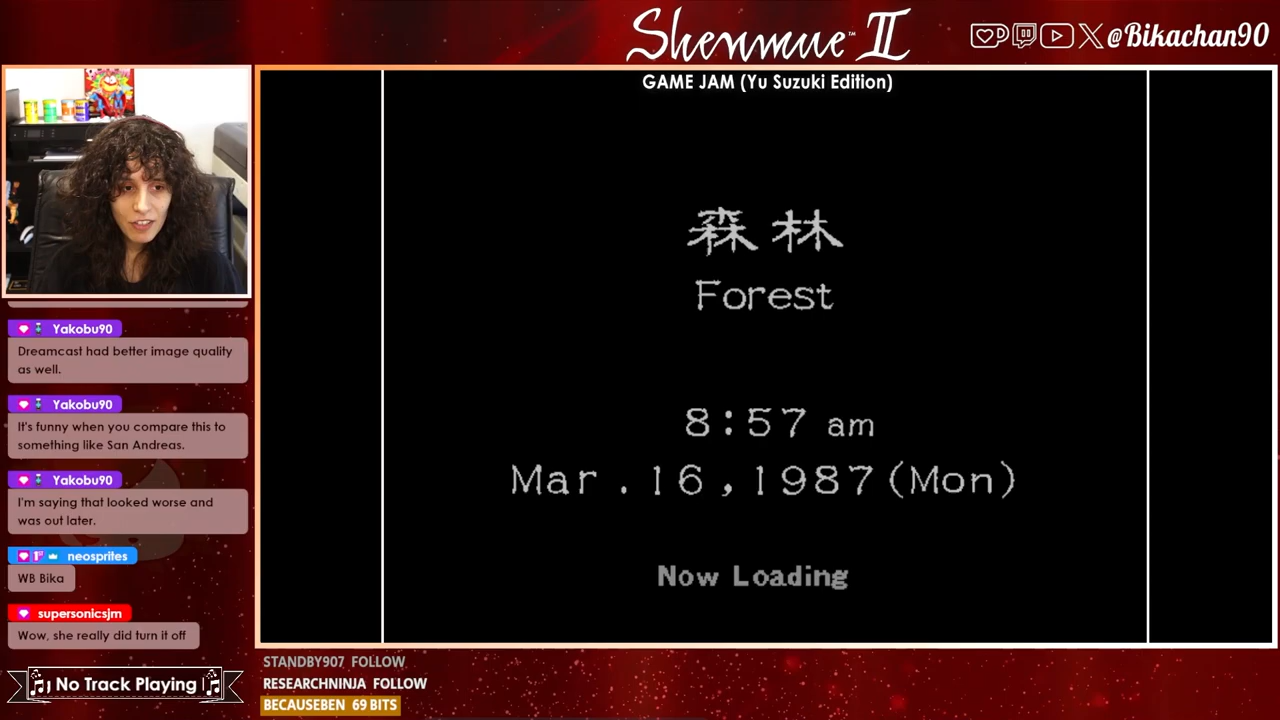 Shenmue™ II
@Bikachan90
GAME JAM (Yu Suzuki Edition)
森林
Forest
8:57 am
Mar.16,1987(Mon)
Now Loading
Yakobu90
Dreamcast had better image quality
as well.
Yakobu90
It's funny when you compare this to
something like San Andreas.
Yakobu90
I'm saying that looked worse and
was out later.
neosprites
WB Bika
supersonicsjm
Wow, she really did turn it off
No Track Playing
STANDBY907 FOLLOW
RESEARCHNINJA FOLLOW
BECAUSEBEN 69 BITS